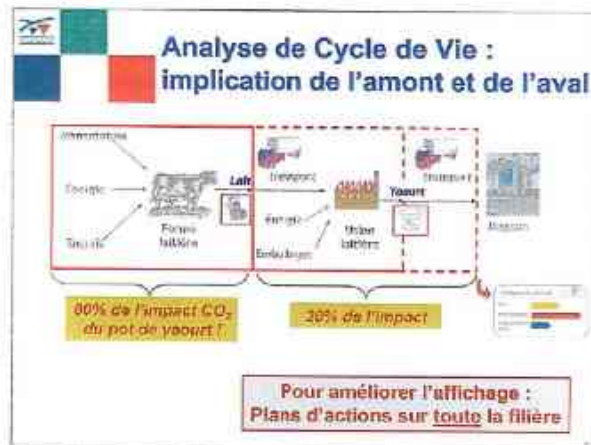 Analyse de Cycle de Vie :
implication de l'amont et de l'aval
Alimentation
Lait
transport
transport
Yaourt
Energie
Energie
Ferme
laitière
Usine
laitière
Magasin
Emballages
80% de l'impact CO₂
du pot de yaourt !
20% de l'impact
Pour améliorer l'affichage :
Plans d'actions sur toute la filière